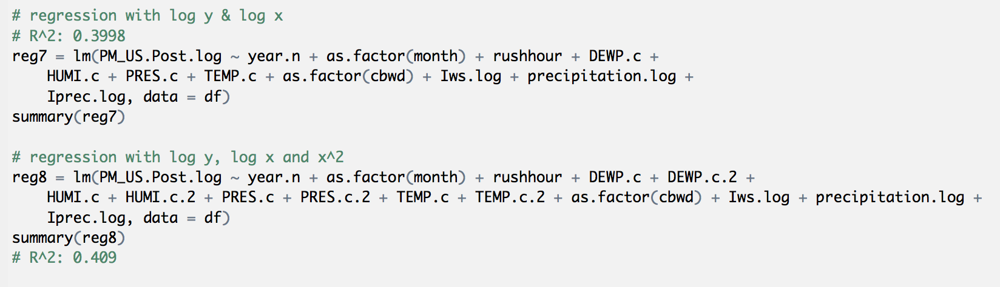 # regression with log y & log x
# R^2: 0.3998
reg7 = lm(PM_US.Post.log ~ year.n + as.factor(month) + rushhour + DEWP.c +
    HUMI.c + PRES.c + TEMP.c + as.factor(cbwd) + Iws.log + precipitation.log +
    Iprec.log, data = df)
summary(reg7)

# regression with log y, log x and x^2
reg8 = lm(PM_US.Post.log ~ year.n + as.factor(month) + rushhour + DEWP.c + DEWP.c.2 +
    HUMI.c + HUMI.c.2 + PRES.c + PRES.c.2 + TEMP.c + TEMP.c.2 + as.factor(cbwd) + Iws.log + precipitation.log +
    Iprec.log, data = df)
summary(reg8)
# R^2: 0.409